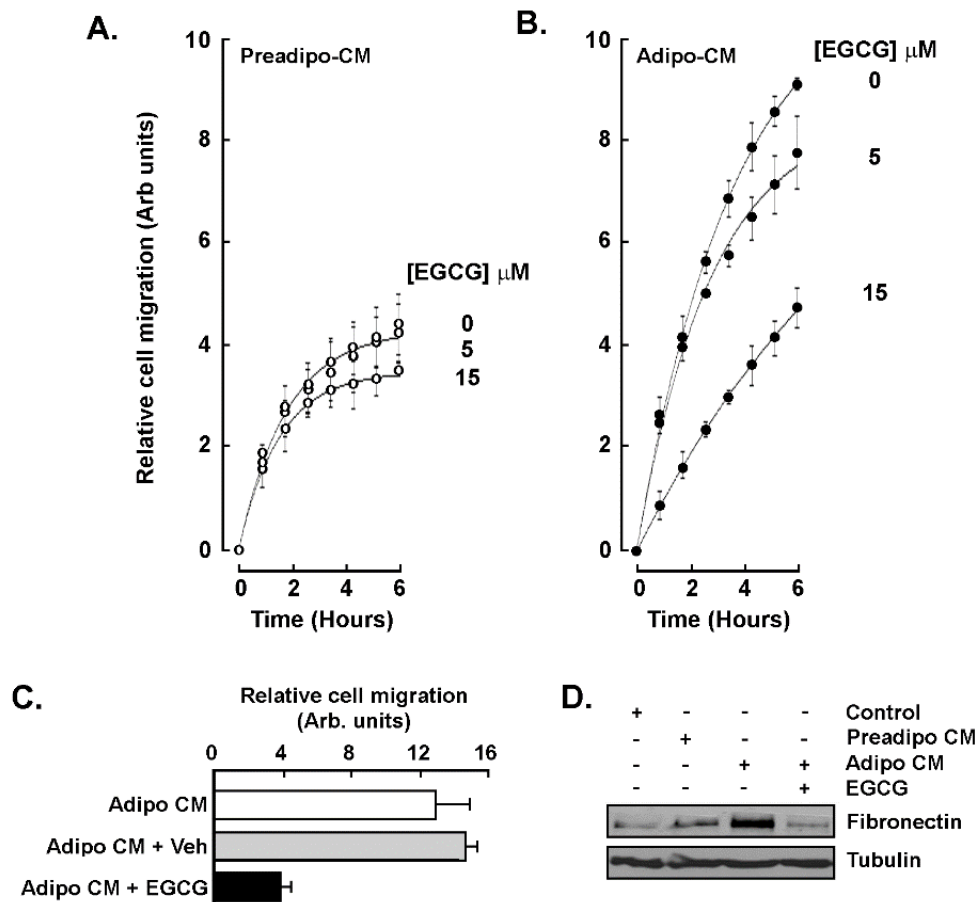 A.
Preadipo-CM
Relative cell migration (Arb units)
10
8
6
4
2
0
[EGCG] µM
0
5
15
0 2 4 6
Time (Hours)
B.
Adipo-CM
[EGCG] µM
0
5
15
10
8
6
4
2
0
0 2 4 6
Time (Hours)
C.
Relative cell migration
(Arb. units)
0 4 8 12 16
Adipo CM
Adipo CM + Veh
Adipo CM + EGCG
D.
+ - - - Control
- + - - Preadipo CM
- - + + Adipo CM
- - - + EGCG
Fibronectin
Tubulin